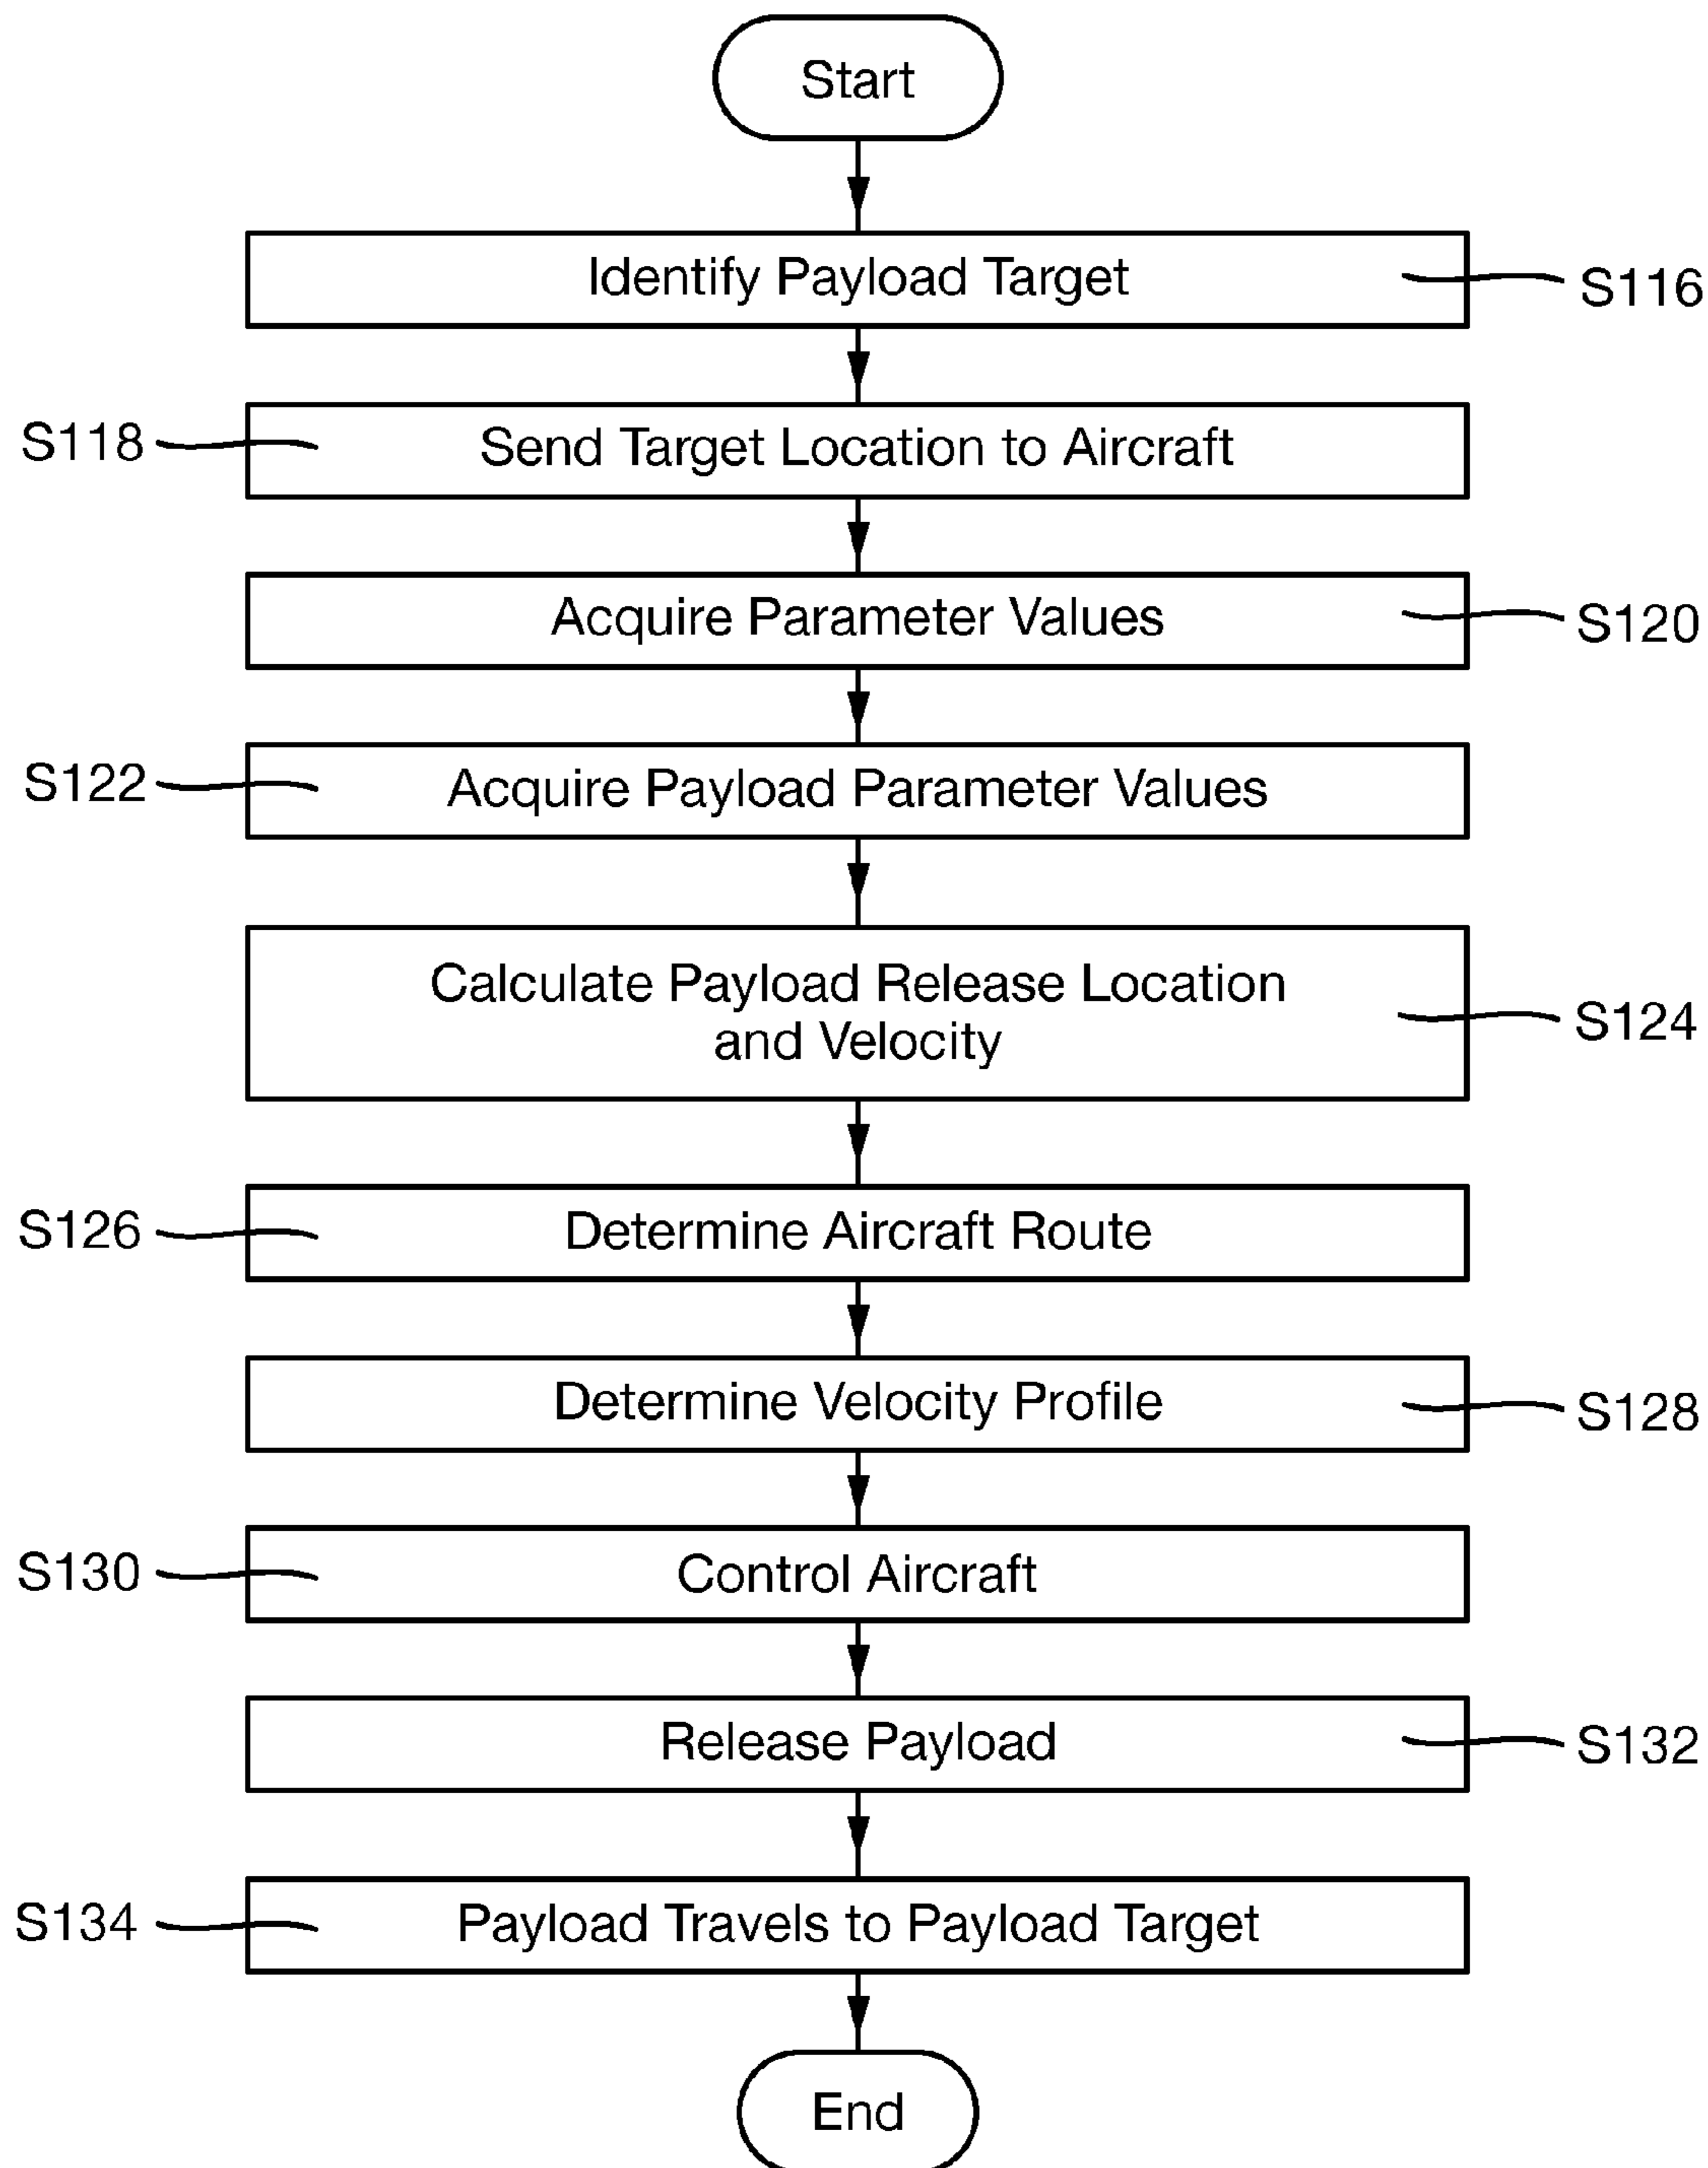 Start
Identify Payload Target
S116
S118
Send Target Location to Aircraft
Acquire Parameter Values
S120
S122
Acquire Payload Parameter Values
Calculate Payload Release Location
and Velocity
S124
S126
Determine Aircraft Route
Determine Velocity Profile
S128
S130
Control Aircraft
Release Payload
S132
S134
Payload Travels to Payload Target
End